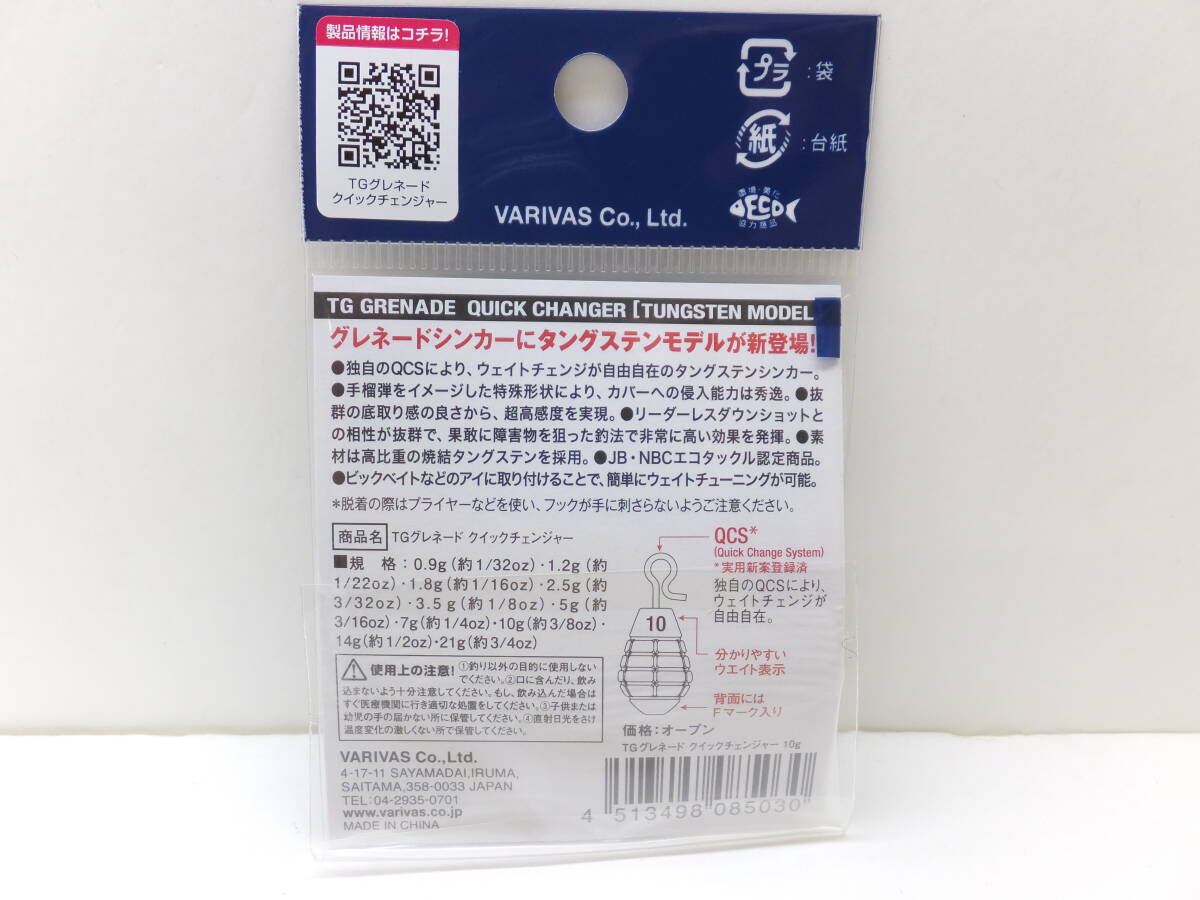 製品情報はコチラ!
TGグレネード
クイックチェンジャー
プラ
:袋
紙
:台紙
環境・美化
ECO
協力商品
VARIVAS Co., Ltd.
TG GRENADE QUICK CHANGER [TUNGSTEN MODEL
グレネードシンカーにタングステンモデルが新登場!
●独自のQCSにより、ウェイトチェンジが自由自在のタングステンシンカー。
●手榴弾をイメージした特殊形状により、カバーへの侵入能力は秀逸。●抜
群の底取り感の良さから、超高感度を実現。●リーダーレスダウンショットと
の相性が抜群で、果敢に障害物を狙った釣法で非常に高い効果を発揮。●素
材は高比重の焼結タングステンを採用。●JB・NBCエコタックル認定商品。
●ビックベイトなどのアイに取り付けることで、簡単にウェイトチューニングが可能。
*脱着の際はプライヤーなどを使い、フックが手に刺さらないようご注意ください。
商品名 TGグレネード クイックチェンジャー
■規 格:0.9g(約1/32oz)・1.2g(約
1/22oz)・1.8g(約1/16oz)・2.5g(約
3/32oz)・3.5g(約1/8oz)・5g(約
3/16oz)・7g(約1/4oz)・10g(約3/8oz)・
14g(約1/2oz)・21g(約3/4oz)
使用上の注意! ①釣り以外の目的に使用しない
でください。②口に含んだり、飲み
込まないよう十分注意してください。もし、飲み込んだ場合は
すぐ医療機関に行き適切な処置をしてください。③子供または
幼児の手の届かない所に保管してください。④直射日光をさけ
温度変化の激しくない所で保管してください。
VARIVAS Co.,Ltd.
4-17-11 SAYAMADAI,IRUMA,
SAITAMA,358-0033 JAPAN
TEL:04-2935-0701
www.varivas.co.jp
MADE IN CHINA
QCS*
(Quick Change System)
*実用新案登録済
独自のQCSにより、
ウェイトチェンジが
自由自在。
10
分かりやすい
ウエイト表示
背面には
Fマーク入り
価格:オープン
TGグレネード クイックチェンジャー 10g
4 513498 085030